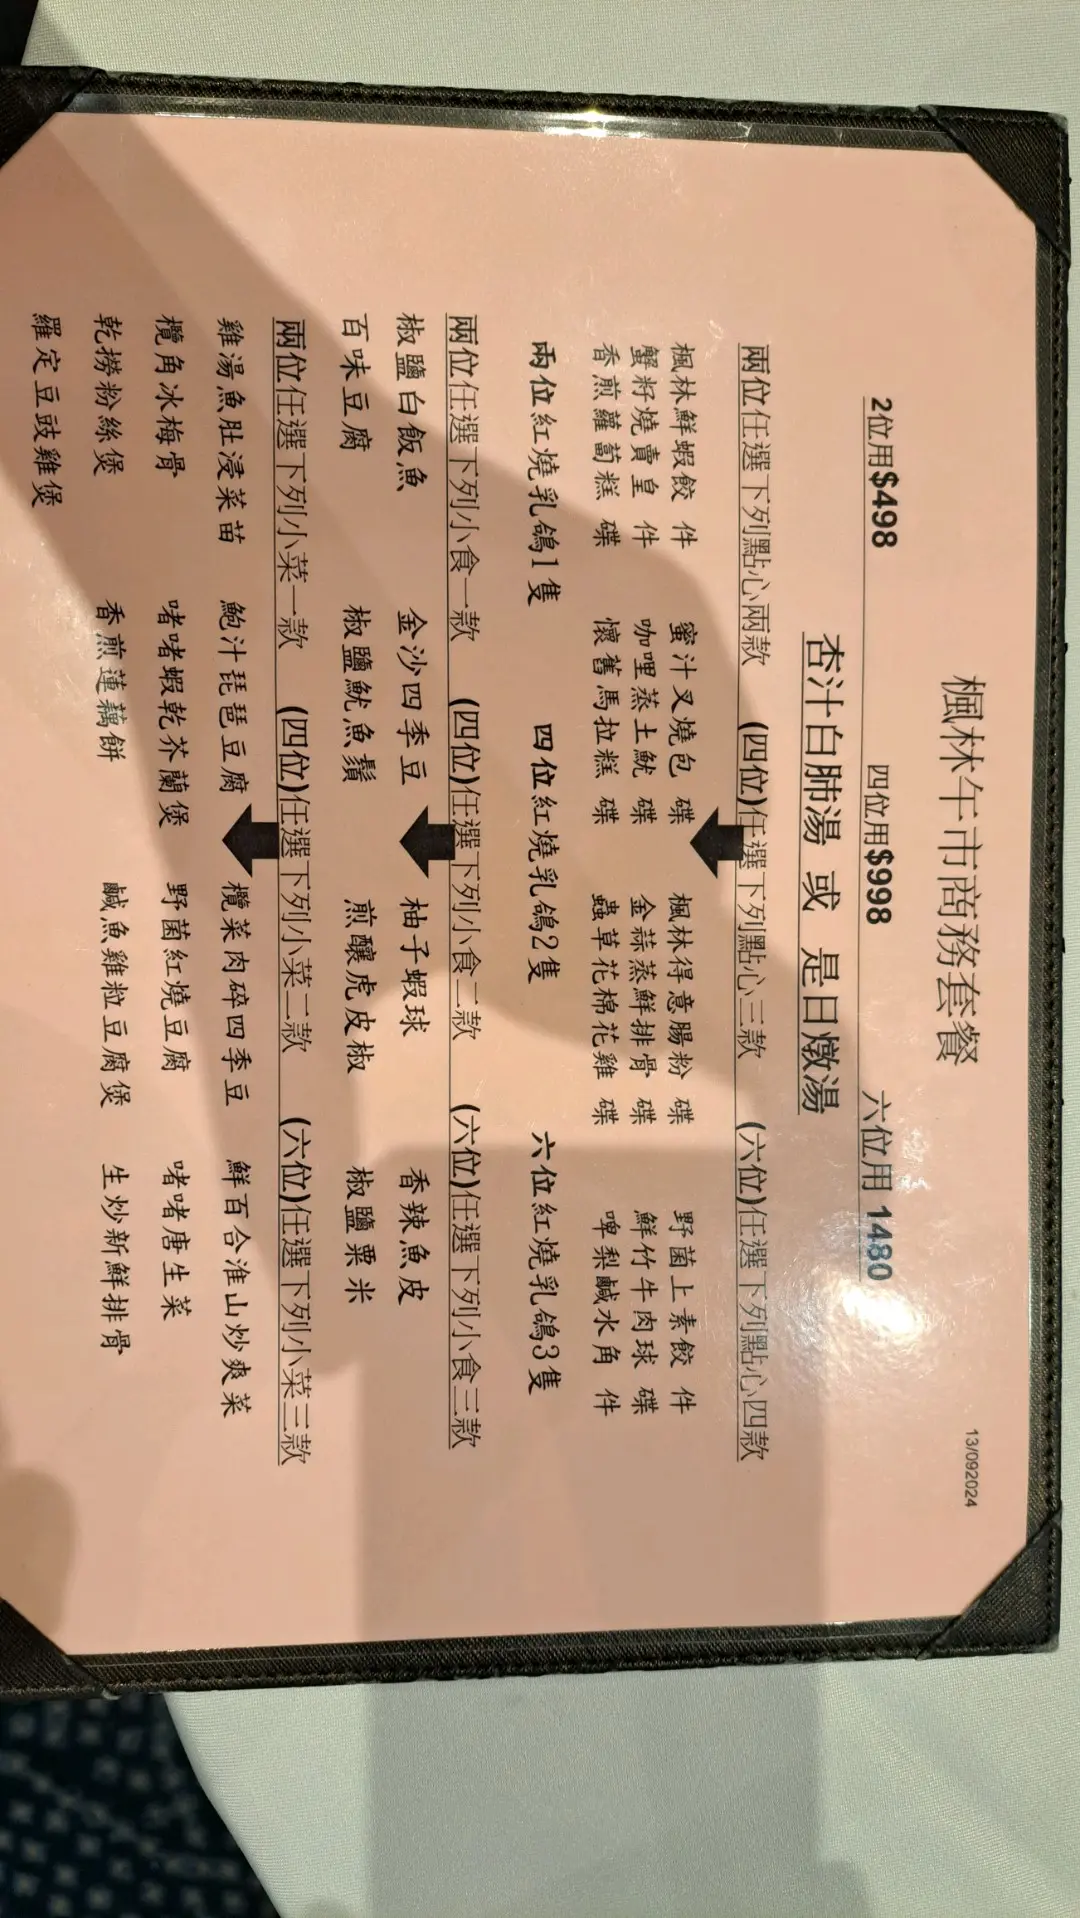 13/092024
楓林午市商務套餐
2位用$498 四位用$998 六位用 1480
杏汁白肺湯 或 是日燉湯
兩位任選下列點心兩款 (四位)任選下列點心三款 (六位)任選下列點心四款
楓林鮮蝦餃 件 蜜汁叉燒包 碟 楓林得意腸粉 碟 野菌上素餃 件
蟹籽燒賣皇 件 咖哩蒸土魷 碟 金蒜蒸鮮排骨 碟 鮮竹牛肉球 碟
香煎蘿蔔糕 碟 懷舊馬拉糕 碟 蟲草花棉花雞 碟 啤梨鹹水角 件
兩位紅燒乳鴿1隻 四位紅燒乳鴿2隻 六位紅燒乳鴿3隻
兩位任選下列小食一款 (四位)任選下列小食二款 (六位)任選下列小食三款
椒鹽白飯魚 金沙四季豆 柚子蝦球 香辣魚皮
百味豆腐 椒鹽魷魚鬚 煎釀虎皮椒 椒鹽粟米
兩位任選下列小菜一款 (四位)任選下列小菜二款 (六位)任選下列小菜三款
雞湯魚肚浸菜苗 鮑汁琵琶豆腐 欖菜肉碎四季豆 鮮百合淮山炒爽菜
欖角冰梅骨 啫啫蝦乾芥蘭煲 野菌紅燒豆腐 啫啫唐生菜
乾撈粉絲煲 香煎蓮藕餅 鹹魚雞粒豆腐煲 生炒新鮮排骨
羅定豆豉雞煲